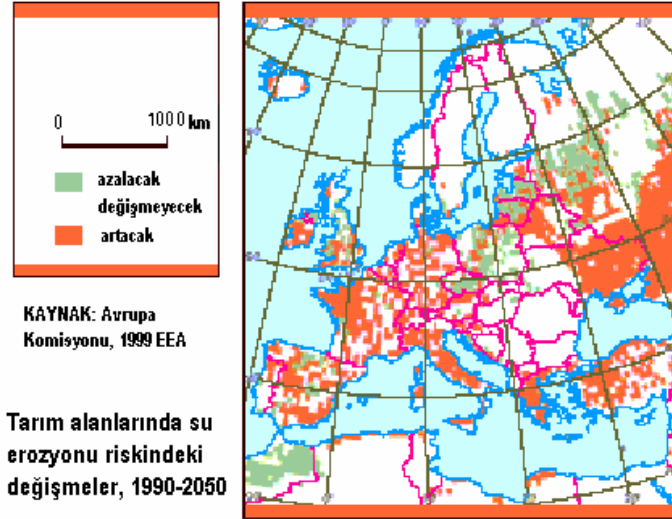 0 1000 km
azalacak
değişmeyecek
artacak
KAYNAK: Avrupa
Komisyonu, 1999 EEA
Tarım alanlarında su
erozyonu riskindeki
değişmeler, 1990-2050